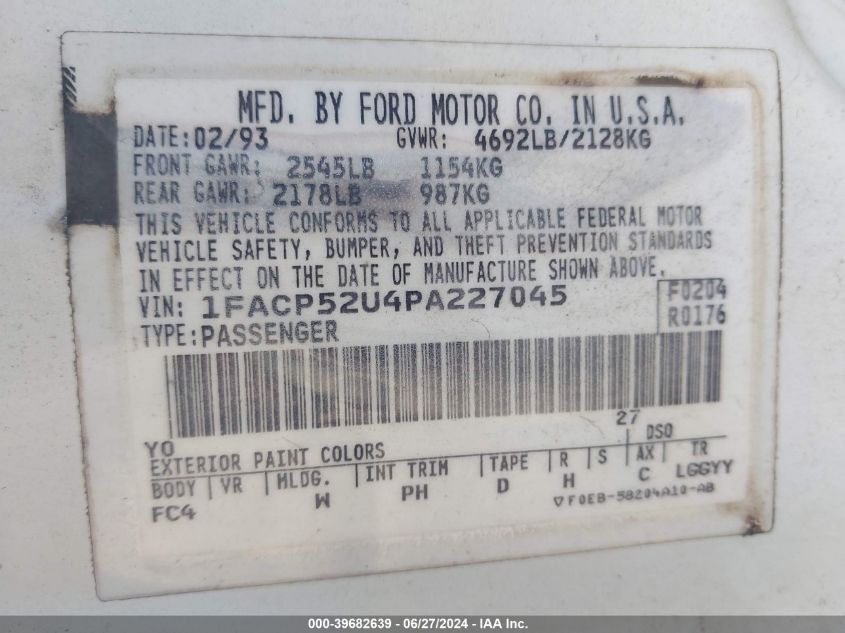 MFD. BY FORD MOTOR CO. IN U.S.A.
DATE:02/93 GVWR: 4692LB/2128KG
FRONT GAWR: 2545LB 1154KG
REAR GAWR: 2178LB 987KG
THIS VEHICLE CONFORMS TO ALL APPLICABLE FEDERAL MOTOR
VEHICLE SAFETY, BUMPER, AND THEFT PREVENTION STANDARDS
IN EFFECT ON THE DATE OF MANUFACTURE SHOWN ABOVE.
VIN: 1FACP52U4PA227045 F0204
TYPE:PASSENGER R0176
27
YO DSO
EXTERIOR PAINT COLORS
BODY VR MLDG. INT TRIM TAPE R S AX TR
FC4 W PH D H C LGGYY
F0EB-58204A10-AB
000-39682639 - 06/27/2024 - IAA Inc.